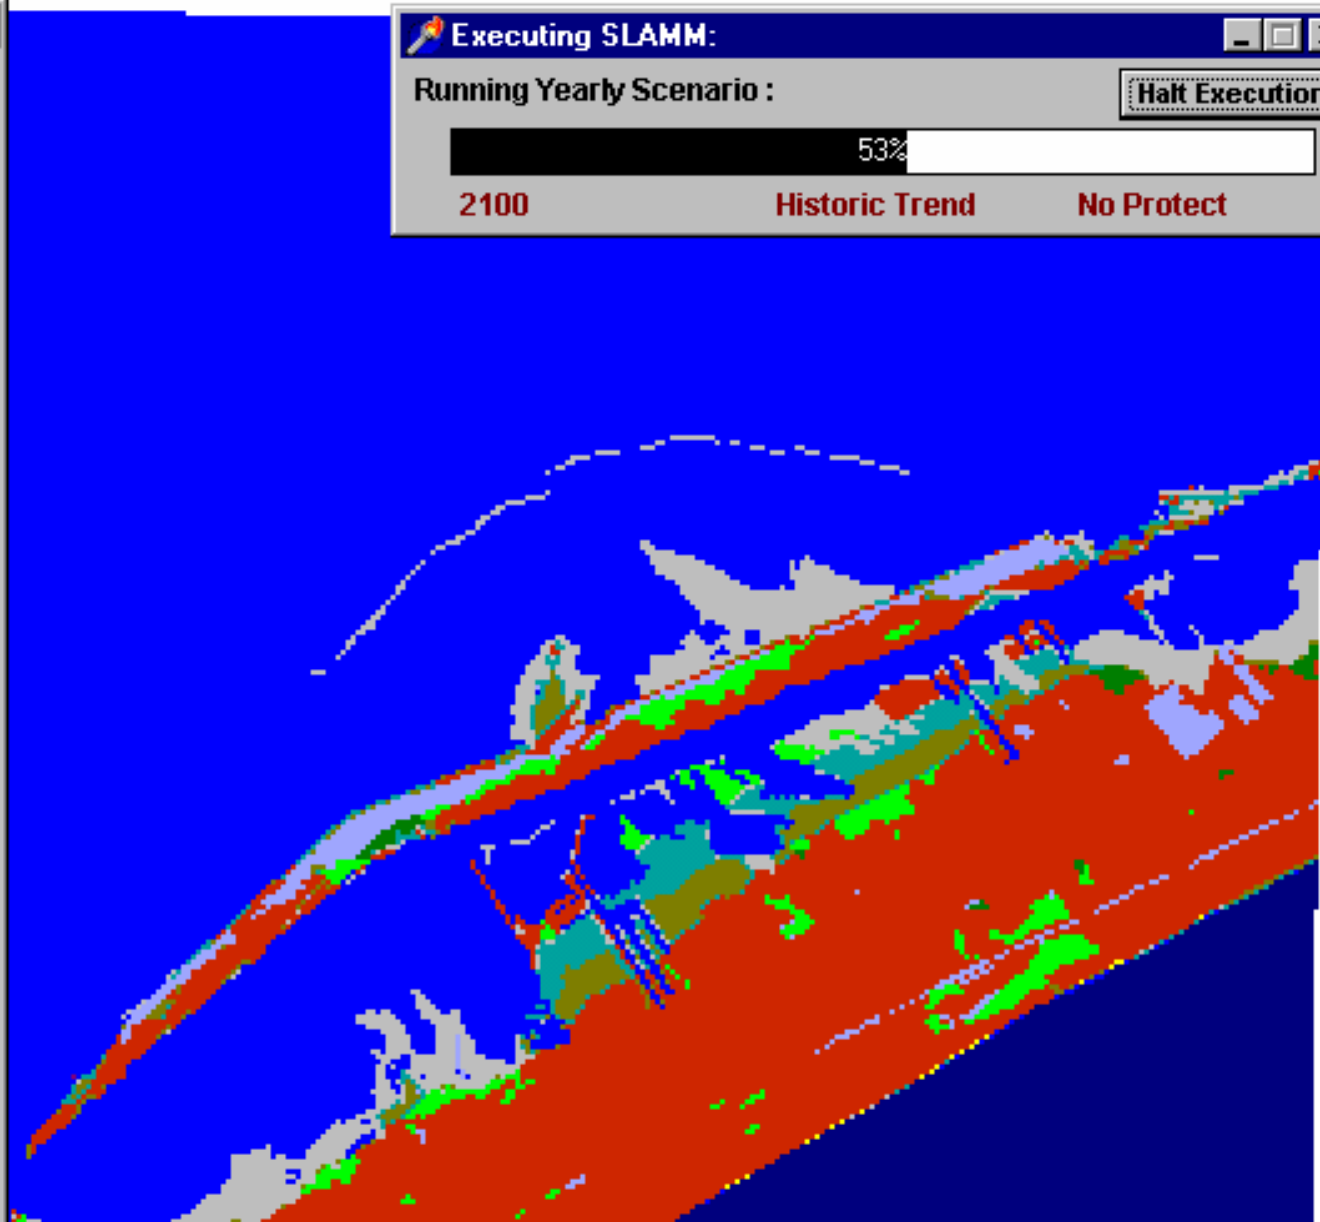 Executing SLAMM:
Running Yearly Scenario :
Halt Execution
53%
2100 Historic Trend No Protect